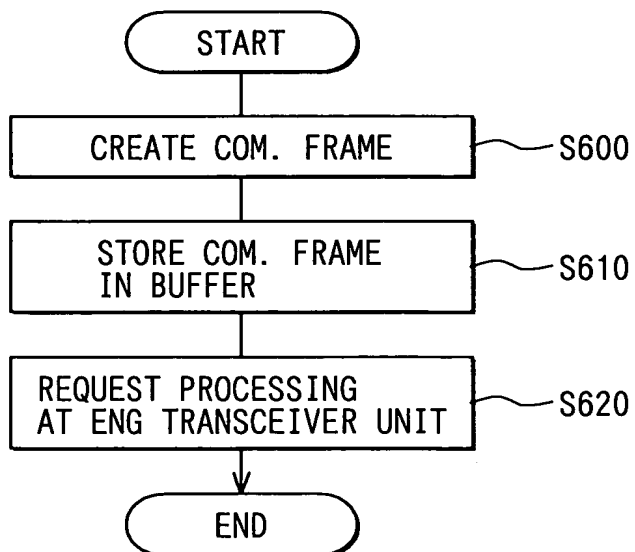 START
CREATE COM. FRAME
S600
STORE COM. FRAME
IN BUFFER
S610
REQUEST PROCESSING
AT ENG TRANSCEIVER UNIT
S620
END